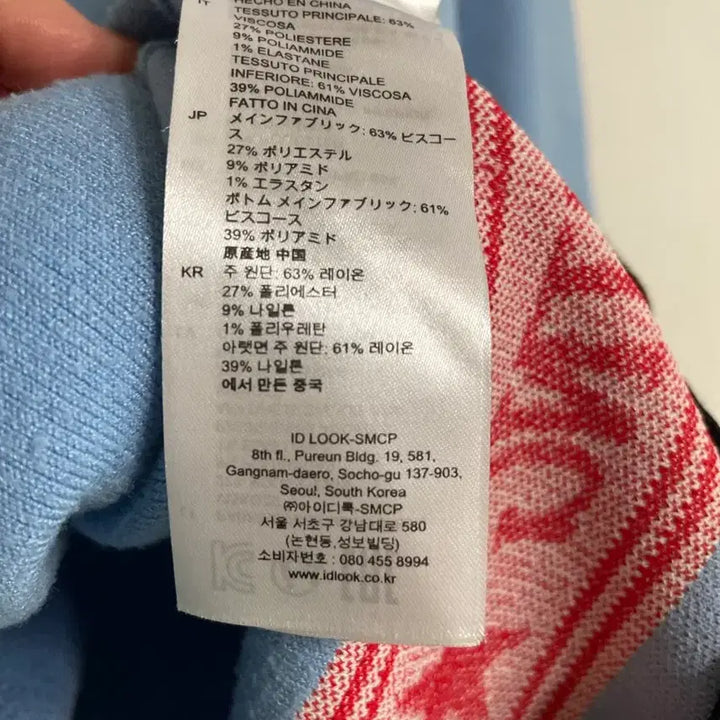 HECHO EN CHINA
IT TESSUTO PRINCIPALE: 63%
VISCOSA
27% POLIESTERE
9% POLIAMMIDE
1% ELASTANE
TESSUTO PRINCIPALE
INFERIORE: 61% VISCOSA
39% POLIAMMIDE
FATTO IN CINA
JP メインファブリック: 63% ビスコー
ス
27% ポリエステル
9% ポリアミド
1% エラスタン
ボトム メインファブリック: 61%
ビスコース
39% ポリアミド
原産地 中国
KR 주 원단: 63% 레이온
27% 폴리에스터
9% 나일론
1% 폴리우레탄
아랫면 주 원단: 61% 레이온
39% 나일론
에서 만든 중국
ID LOOK-SMCP
8th fl., Pureun Bldg. 19, 581,
Gangnam-daero, Socho-gu 137-903,
Seoul, South Korea
㈜아이디룩-SMCP
서울 서초구 강남대로 580
(논현동,성보빌딩)
소비자번호 : 080 455 8994
www.idlook.co.kr